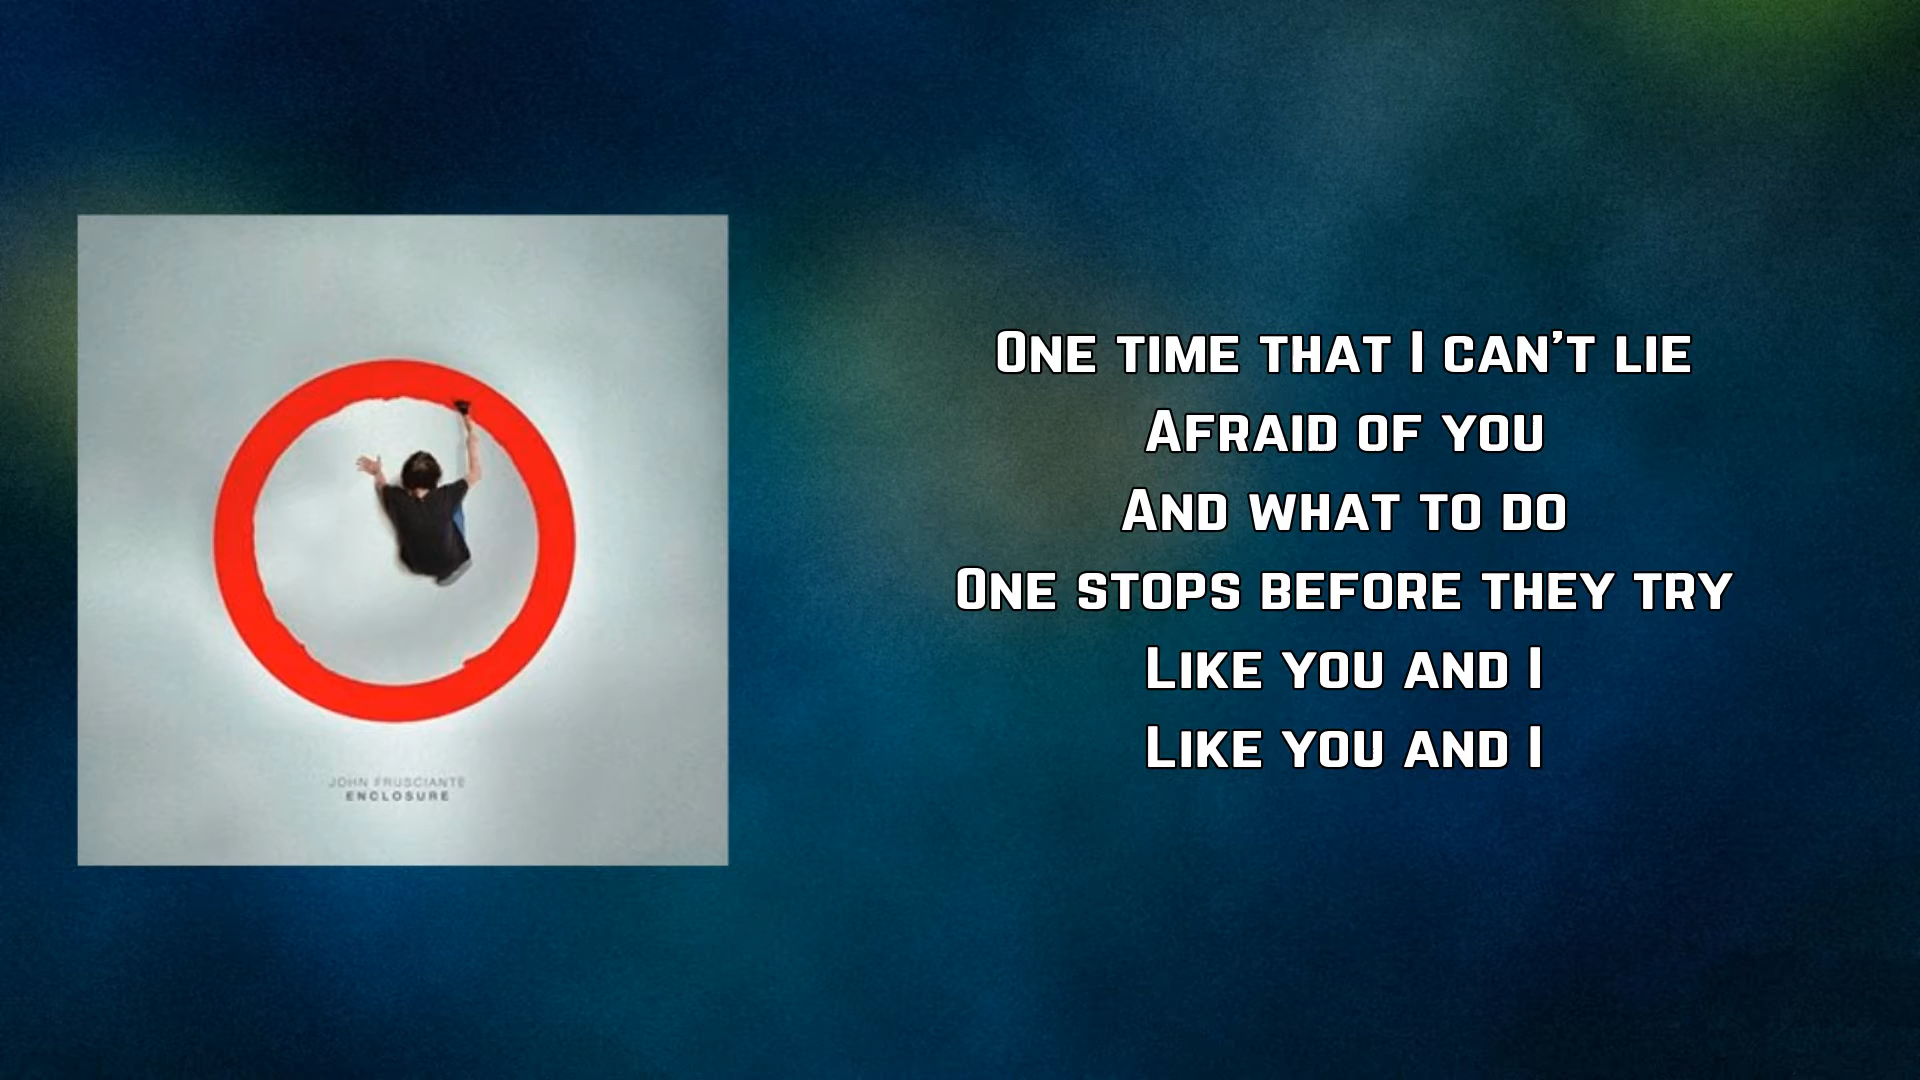 JOHN FRUSCIANTE
ENCLOSURE
One time that I can’t lie
Afraid of you
And what to do
One stops before they try
Like you and I
Like you and I